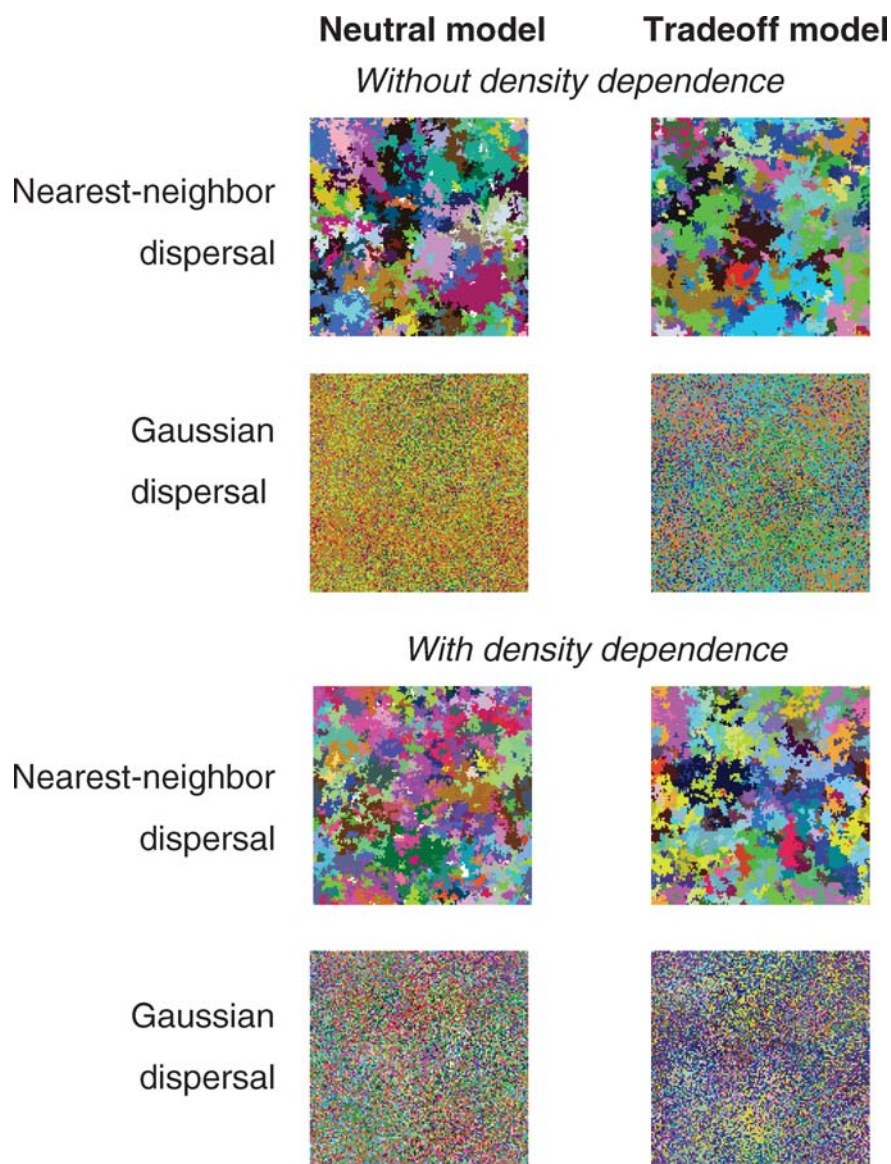 Neutral model Tradeoff model
Without density dependence
Nearest-neighbor
dispersal
Gaussian
dispersal
With density dependence
Nearest-neighbor
dispersal
Gaussian
dispersal